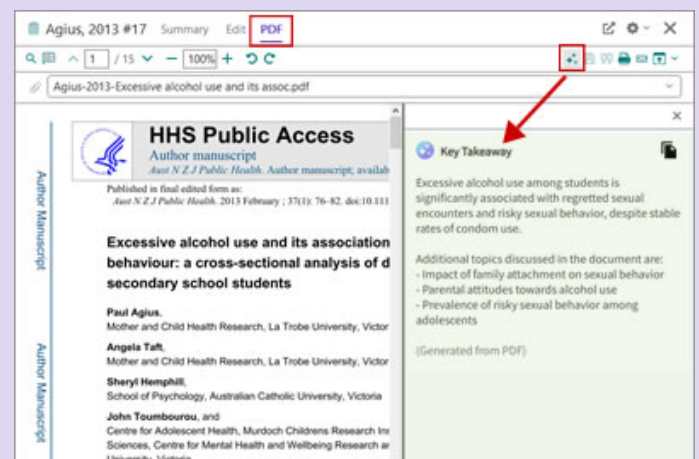 Agius, 2013 #17 Summary Edit PDF
1 / 15 100%
Agius-2013-Excessive alcohol use and its assoc.pdf
HHS Public Access
Author manuscript
Aust N Z J Public Health. Author manuscript; availab
Published in final edited form as:
Aust N Z J Public Health. 2013 February ; 37(1): 76–82. doi:10.111
Excessive alcohol use and its association
behaviour: a cross-sectional analysis of d
secondary school students
Paul Agius,
Mother and Child Health Research, La Trobe University, Victor
Angela Taft,
Mother and Child Health Research, La Trobe University, Victor
Sheryl Hemphill,
School of Psychology, Australian Catholic University, Victoria
John Toumbourou, and
Centre for Adolescent Health, Murdoch Childrens Research Ins
Sciences, Centre for Mental Health and Wellbeing Research an
University, Victoria
Author Manuscript
Author Manuscript
Key Takeaway
Excessive alcohol use among students is
significantly associated with regretted sexual
encounters and risky sexual behavior, despite stable
rates of condom use.
Additional topics discussed in the document are:
- Impact of family attachment on sexual behavior
- Parental attitudes towards alcohol use
- Prevalence of risky sexual behavior among
adolescents
(Generated from PDF)